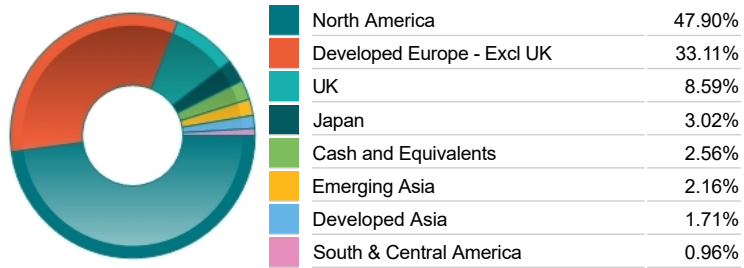 North America 47.90%
Developed Europe - Excl UK 33.11%
UK 8.59%
Japan 3.02%
Cash and Equivalents 2.56%
Emerging Asia 2.16%
Developed Asia 1.71%
South & Central America 0.96%